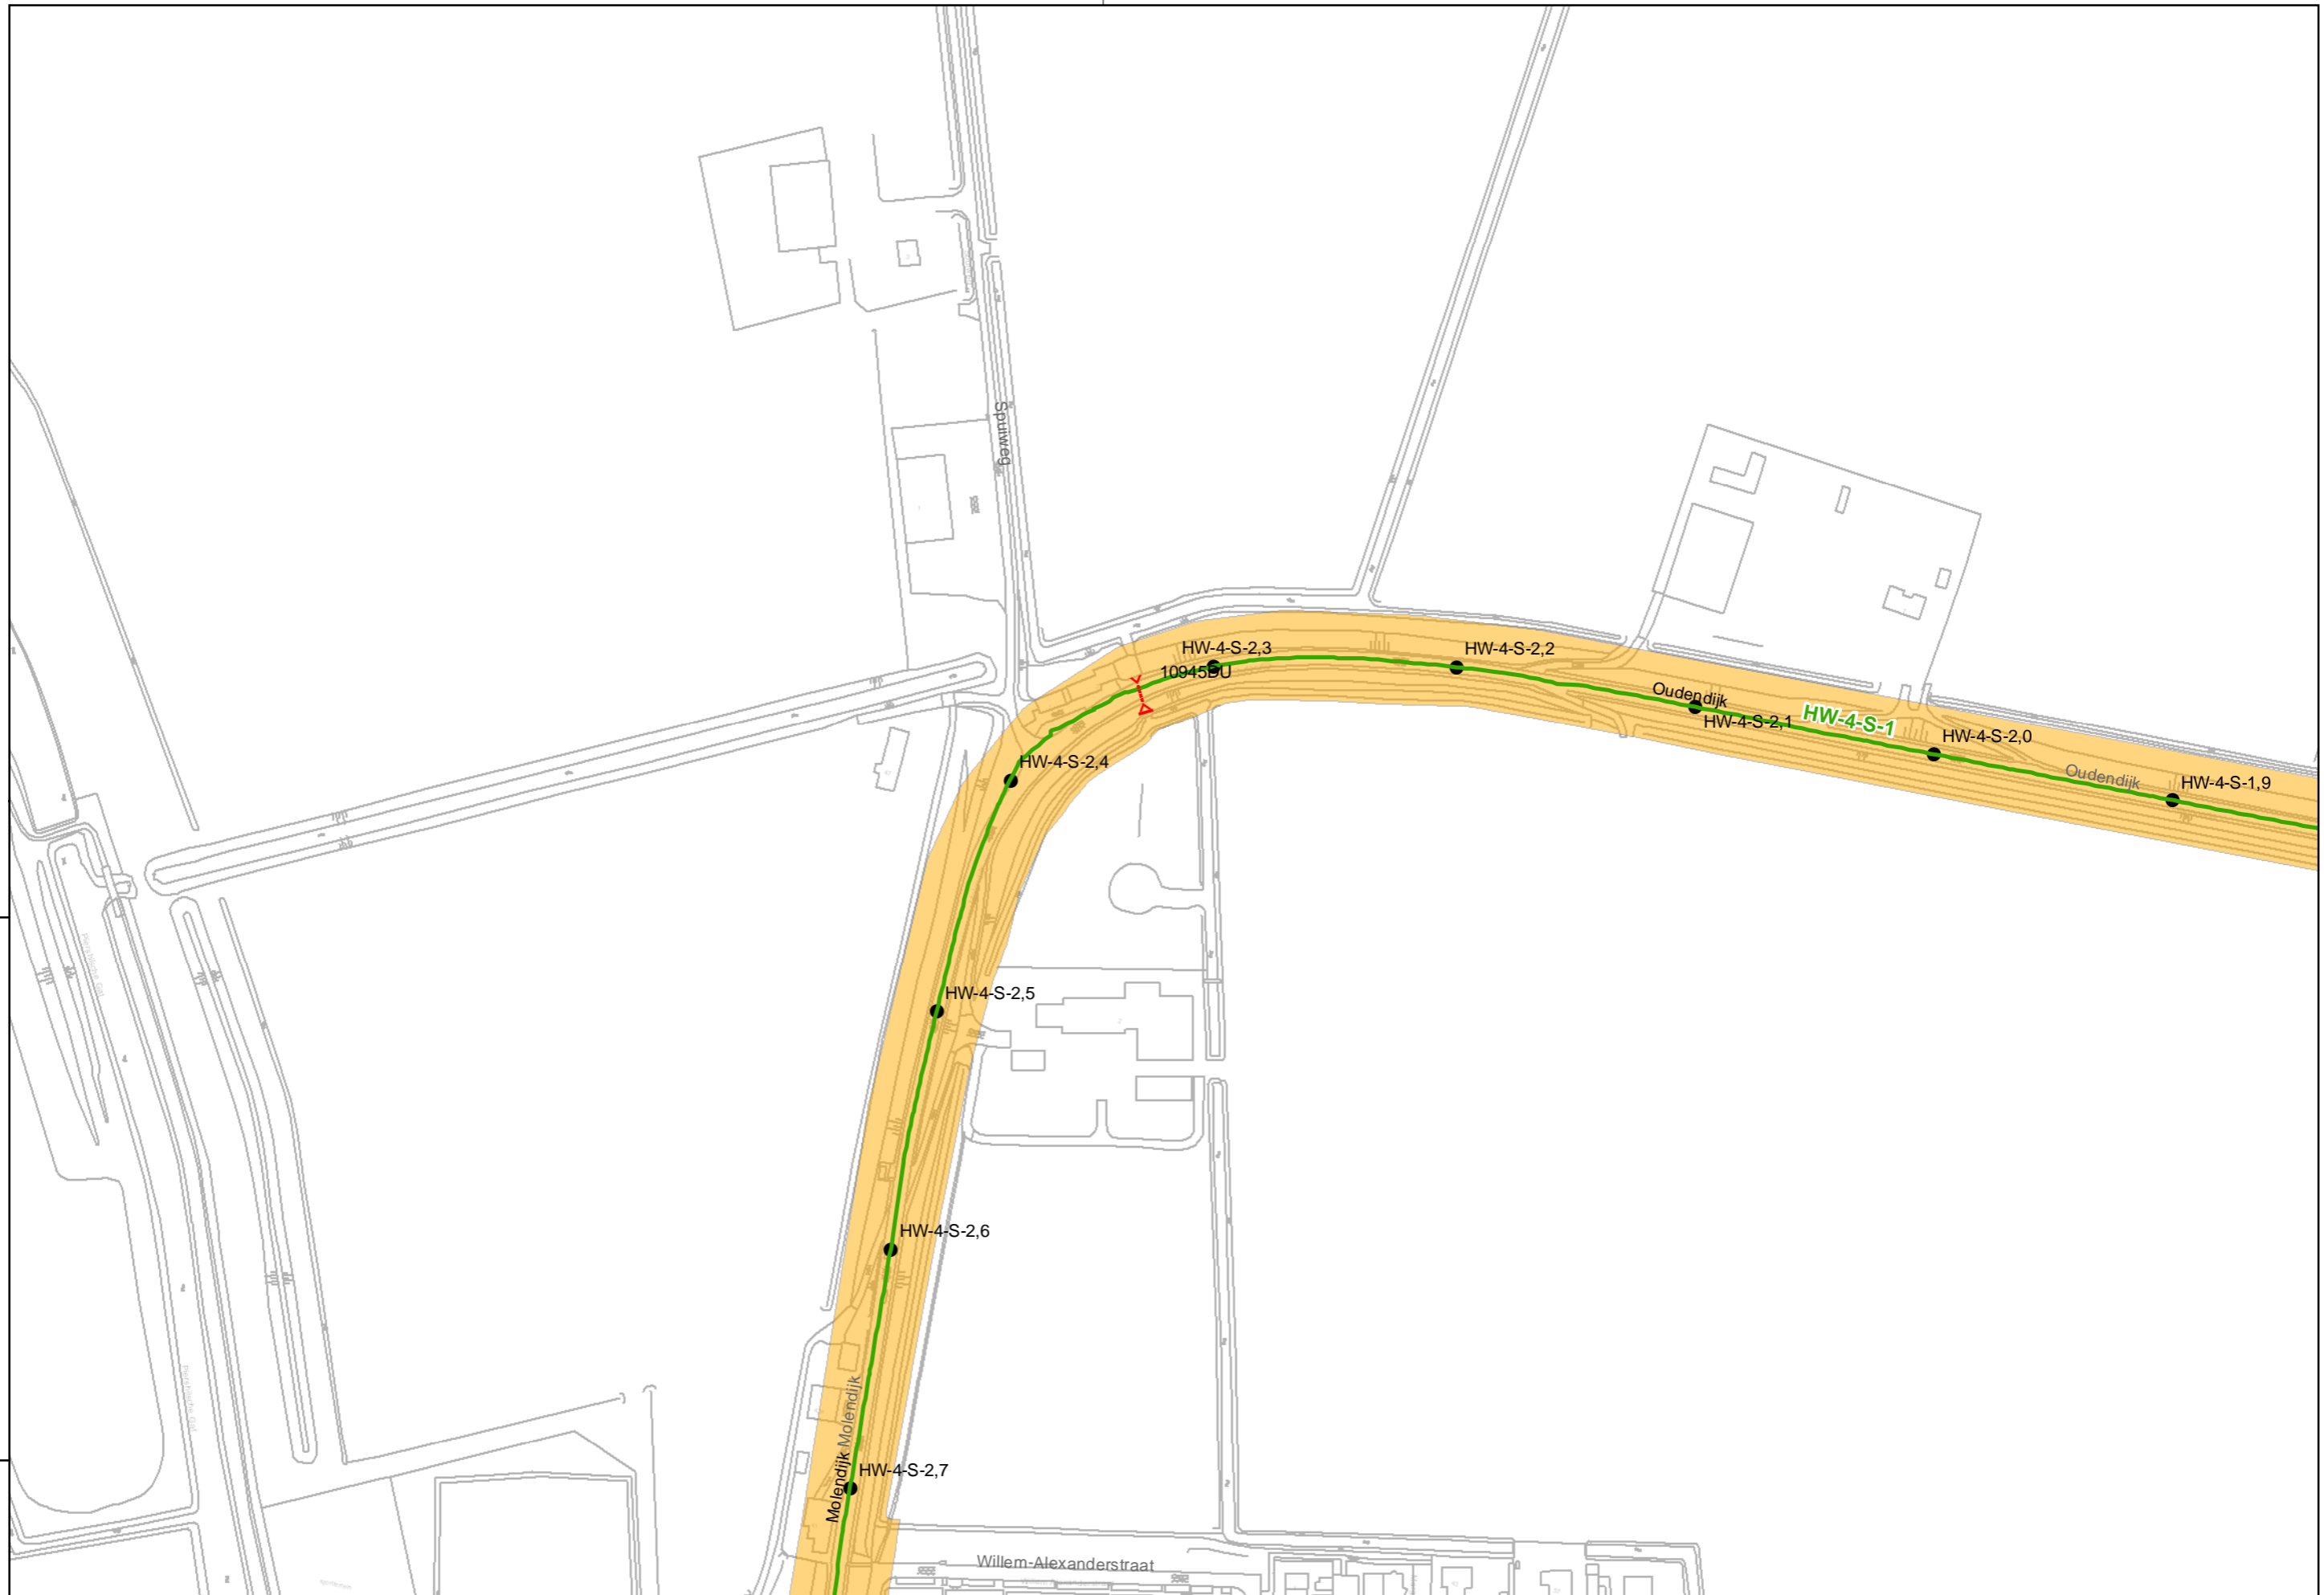 Spuiweg
HW-4-S-2,3
10945DU
HW-4-S-2,2
Oudendijk
HW-4-S-2,1
HW-4-S-1
HW-4-S-2,0
Oudendijk
HW-4-S-1,9
HW-4-S-2,4
HW-4-S-2,5
HW-4-S-2,6
Molendijk
Molendijk
HW-4-S-2,7
Willem-Alexanderstraat